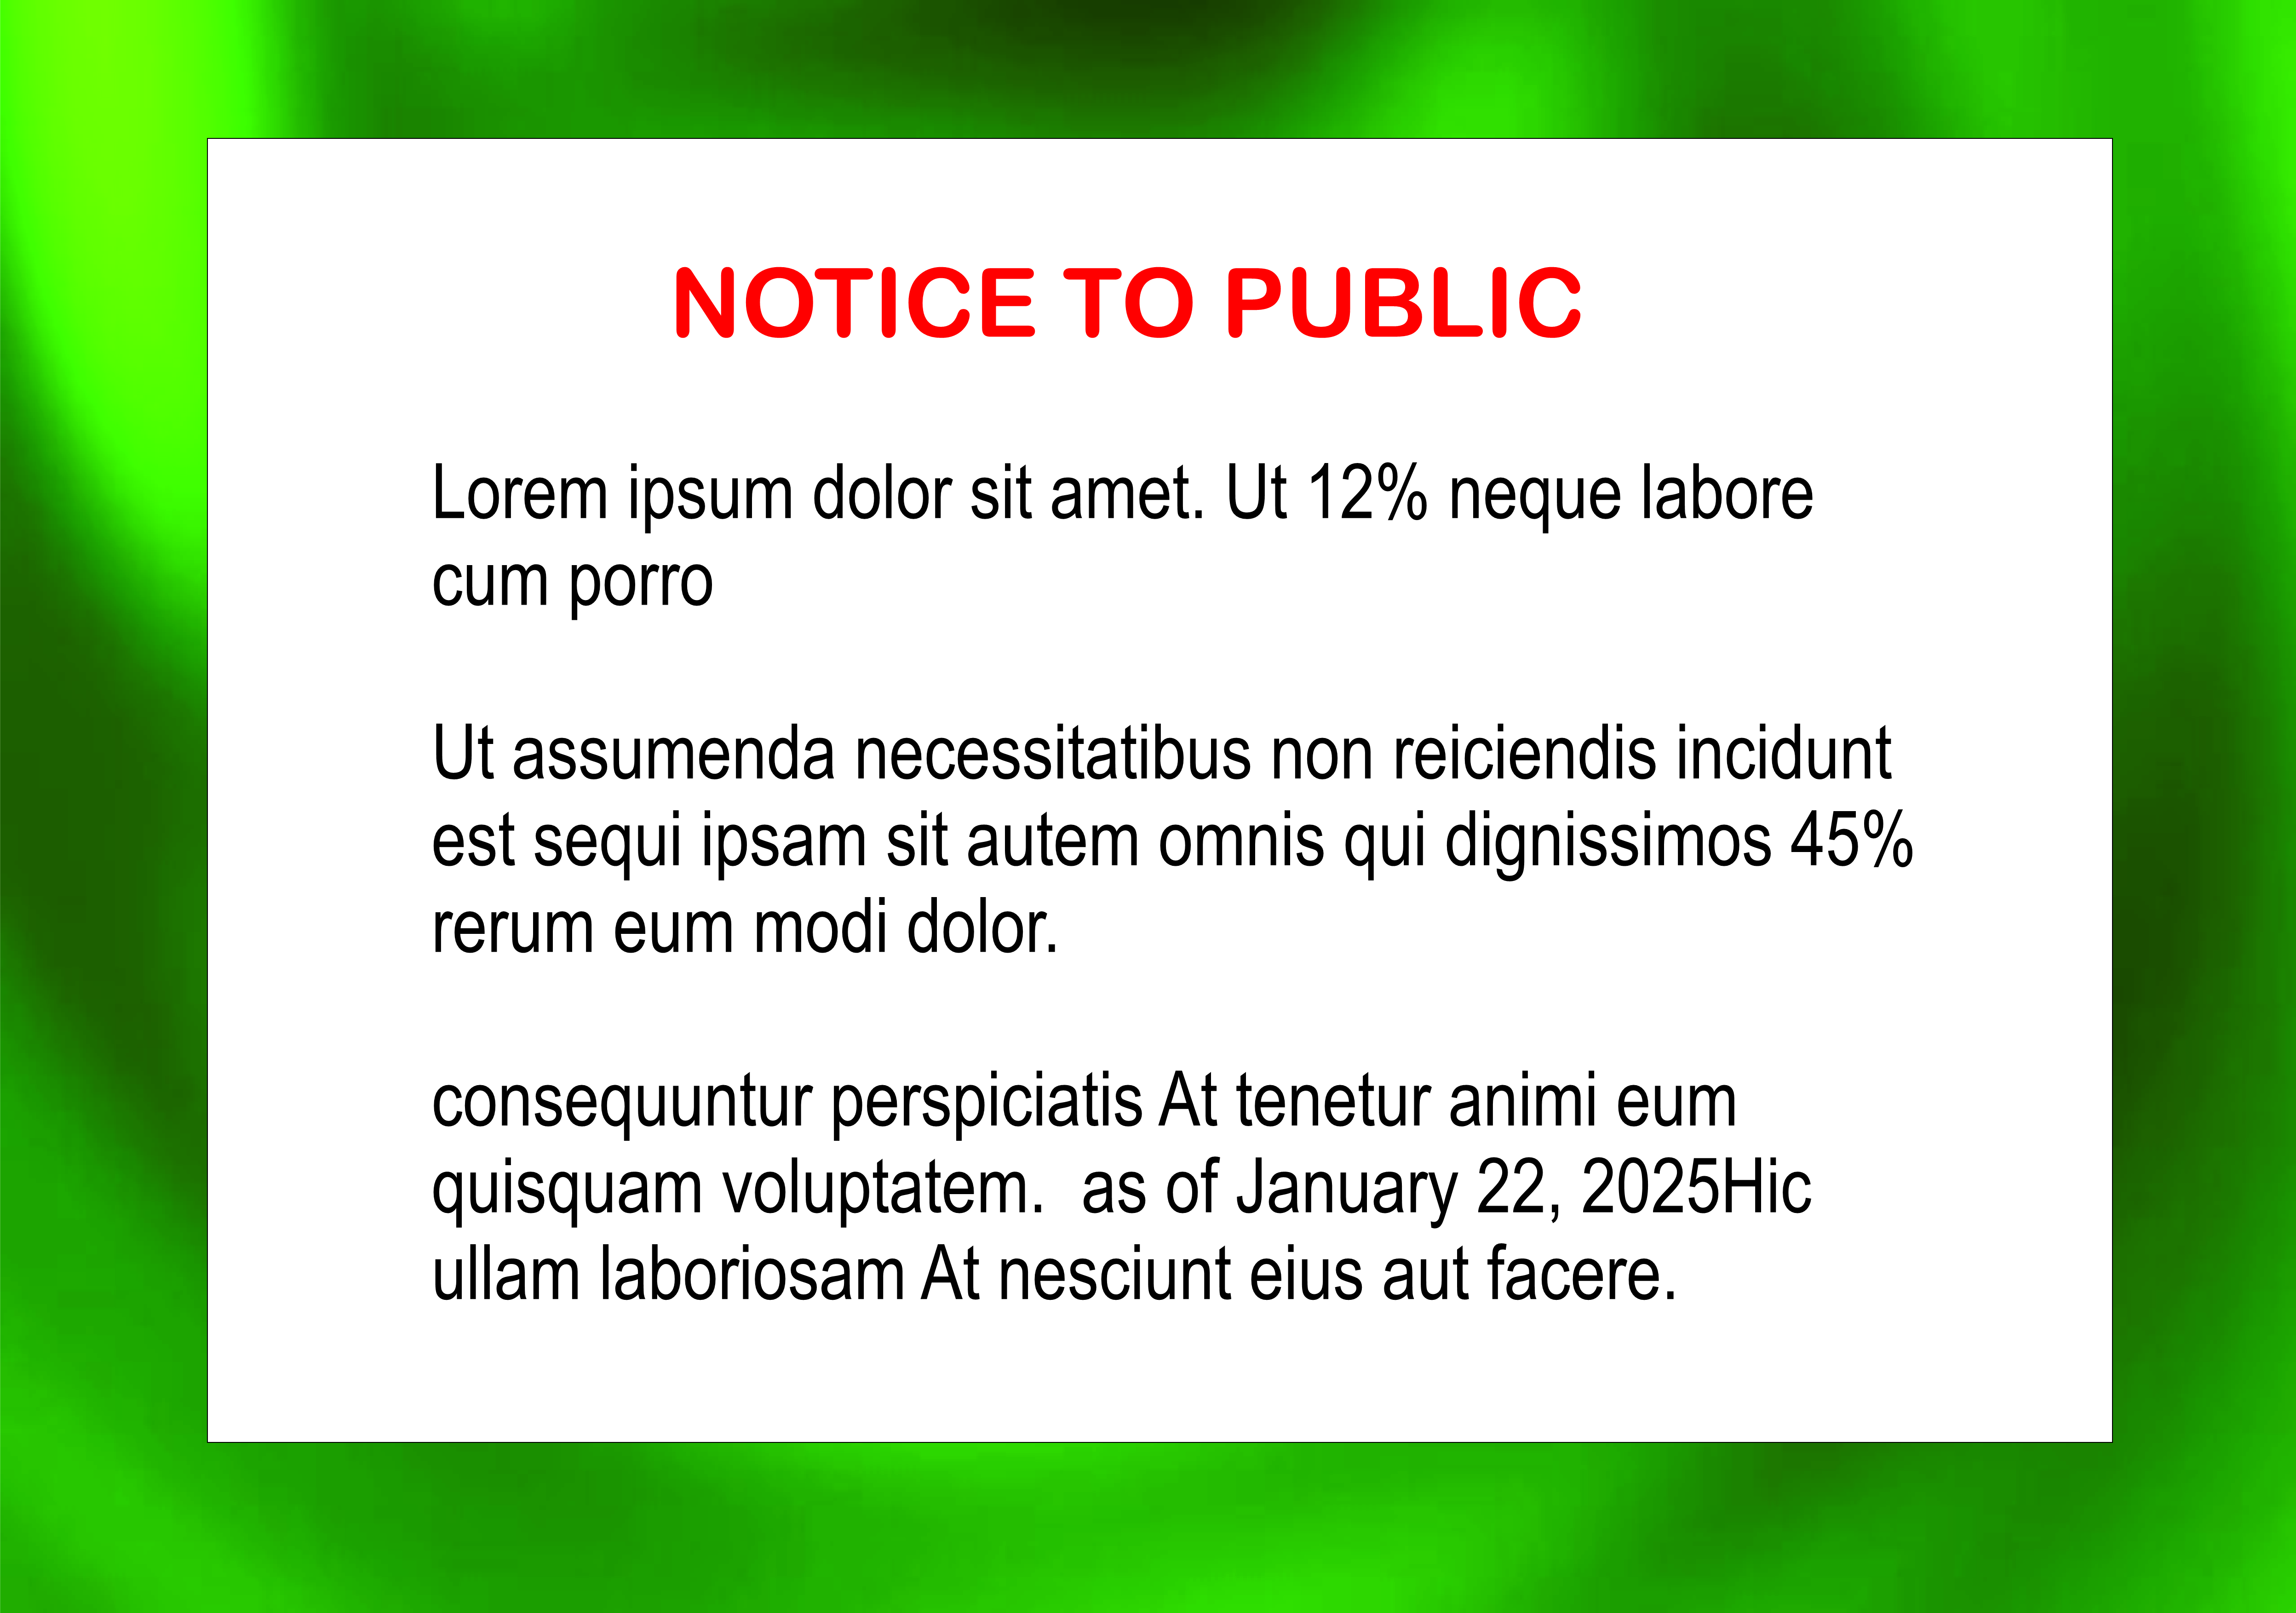 NOTICE TO PUBLIC
Lorem ipsum dolor sit amet. Ut 12% neque labore
cum porro
Ut assumenda necessitatibus non reiciendis incidunt
est sequi ipsam sit autem omnis qui dignissimos 45%
rerum eum modi dolor.
consequuntur perspiciatis At tenetur animi eum
quisquam voluptatem.  as of January 22, 2025Hic
ullam laboriosam At nesciunt eius aut facere.